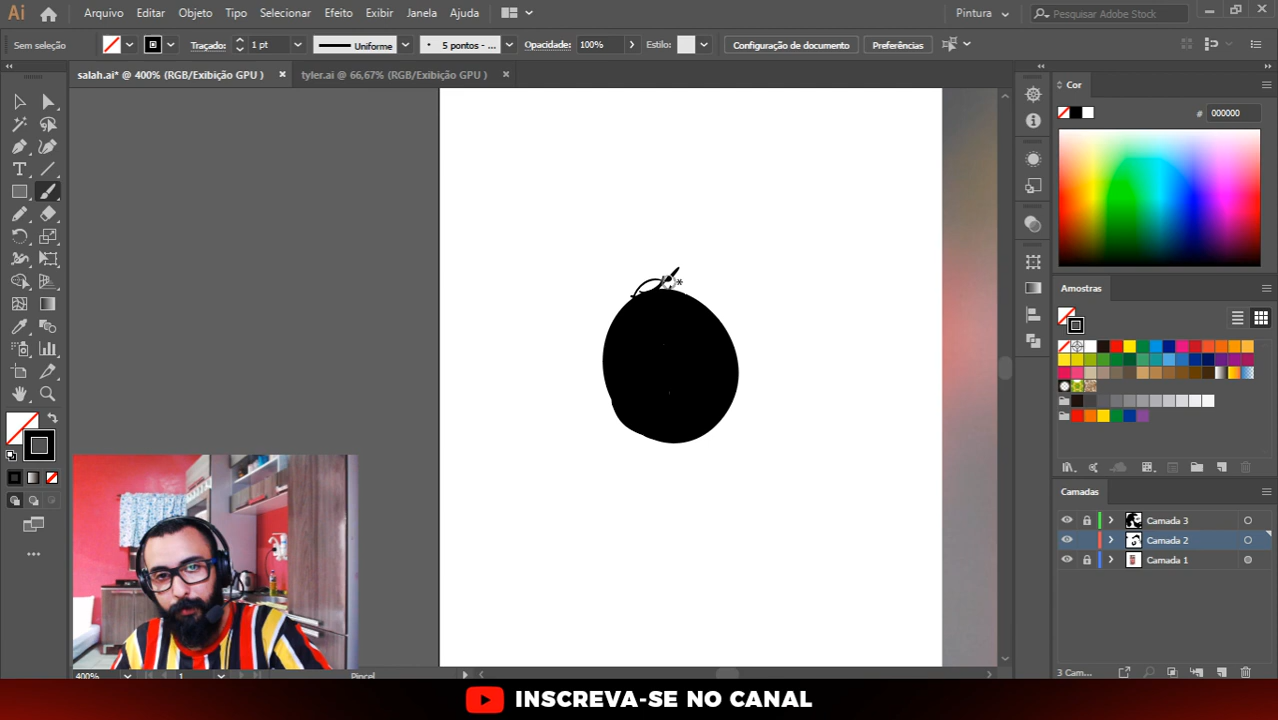 Ai
Arquivo Editar Objeto Tipo Selecionar Efeito Exibir Janela Ajuda
Pintura
Pesquisar Adobe Stock
Sem seleção
Traçado: 1 pt
Uniforme
5 pontos - ...
Opacidade: 100%
Estilo:
Configuração de documento
Preferências
salah.ai* @ 400% (RGB/Exibição GPU )
tyler.ai @ 66,67% (RGB/Exibição GPU )
Cor
# 000000
Amostras
Camadas
Camada 3
Camada 2
Camada 1
400%
1
Pincel
3 Cam...
INSCREVA-SE NO CANAL